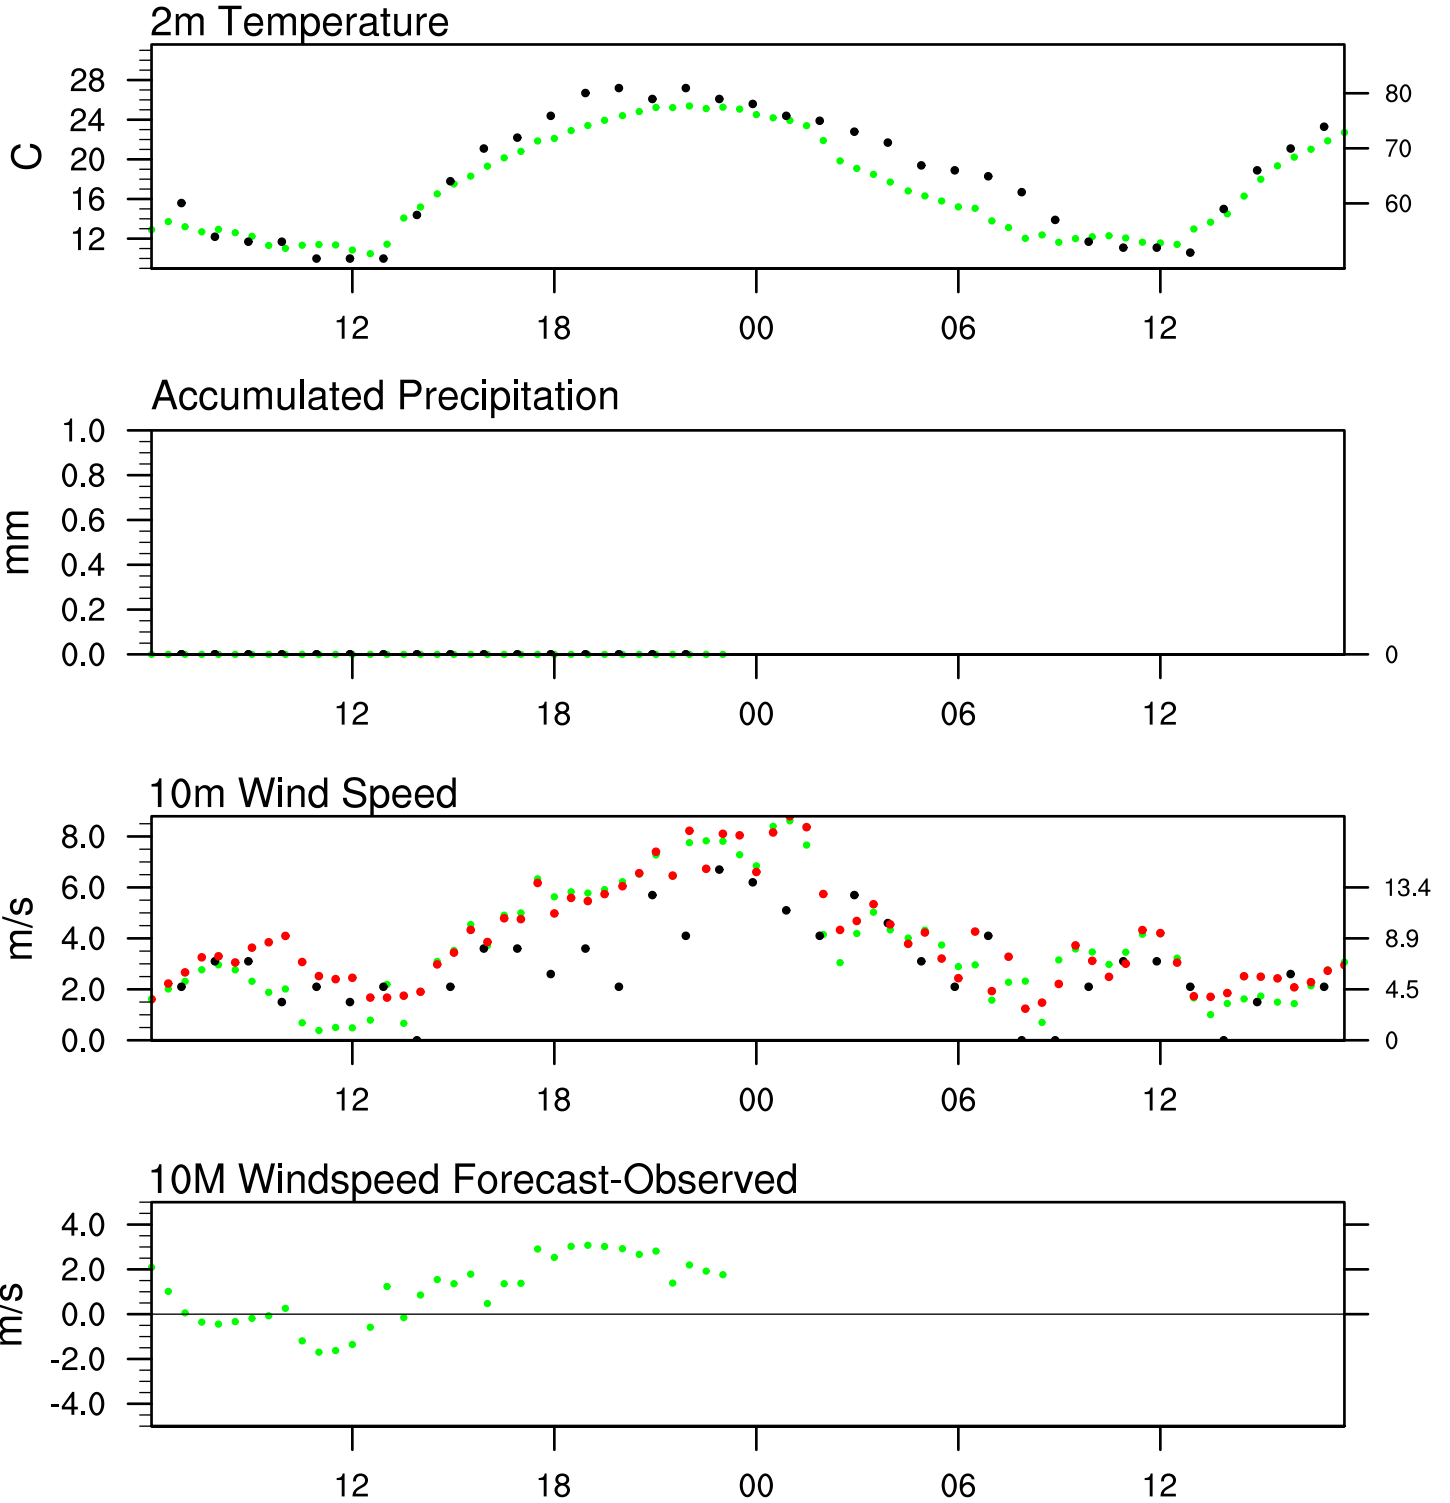 2m Temperature
C
28
24
20
16
12
80
70
60
12 18 00 06 12
Accumulated Precipitation
mm
1.0
0.8
0.6
0.4
0.2
0.0
0
12 18 00 06 12
10m Wind Speed
m/s
8.0
6.0
4.0
2.0
0.0
13.4
8.9
4.5
0
12 18 00 06 12
10M Windspeed Forecast-Observed
m/s
4.0
2.0
0.0
-2.0
-4.0
12 18 00 06 12